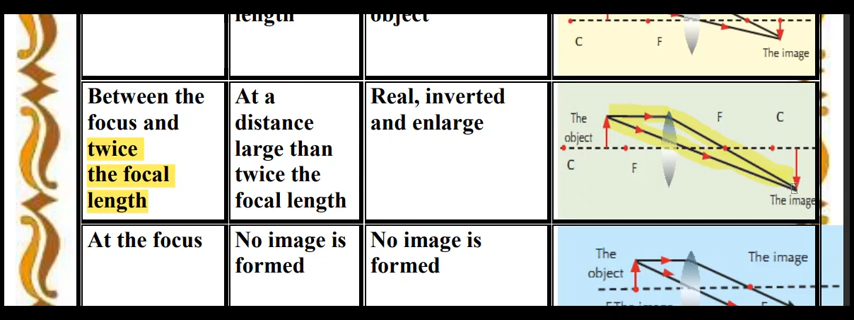 length
object
C
F
The image
Between the
focus and
twice
the focal
length
At a
distance
large than
twice the
focal length
Real, inverted
and enlarge
The
object
F
C
C
F
The image
At the focus
No image is
formed
No image is
formed
The
object
The image
F
The image
F